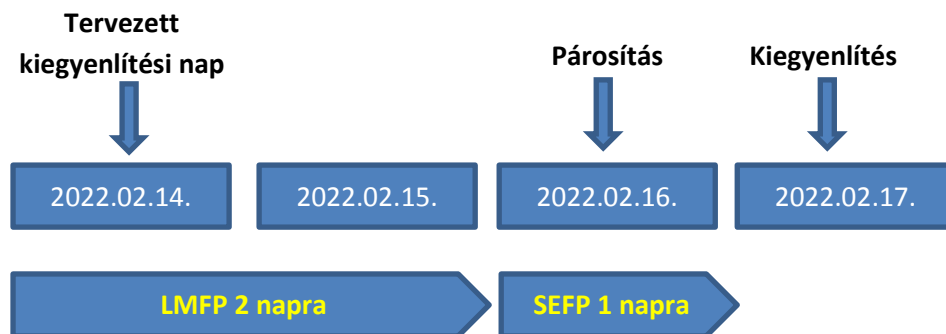 Tervezett
kiegyenlítési nap
Párosítás
Kiegyenlítés
2022.02.14.
2022.02.15.
2022.02.16.
2022.02.17.
LMFP 2 napra
SEFP 1 napra